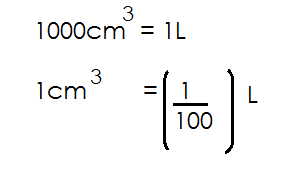 1000cm³ = 1L
1cm³ = (1/100) L